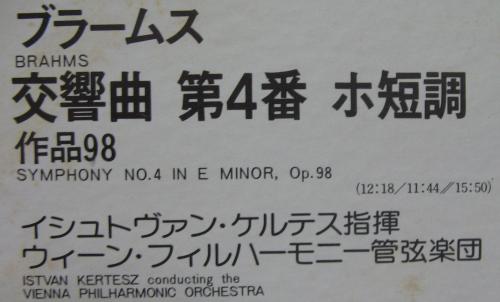 ブラームス
BRAHMS
交響曲 第4番 ホ短調
作品98
SYMPHONY NO.4 IN E MINOR, Op.98
(12:18/11:44//15:50)
イシュトヴァン・ケルテス指揮
ウィーン・フィルハーモニー管弦楽団
ISTVAN KERTESZ conducting the
VIENNA PHILHARMONIC ORCHESTRA